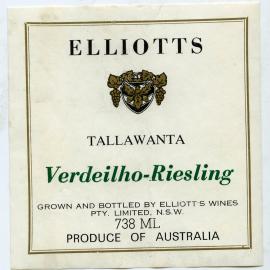 ELLIOTTS
TALLAWANTA
Verdeilho-Riesling
GROWN AND BOTTLED BY ELLIOTT'S WINES
PTY. LIMITED, N.S.W.
738 ML
PRODUCE OF AUSTRALIA